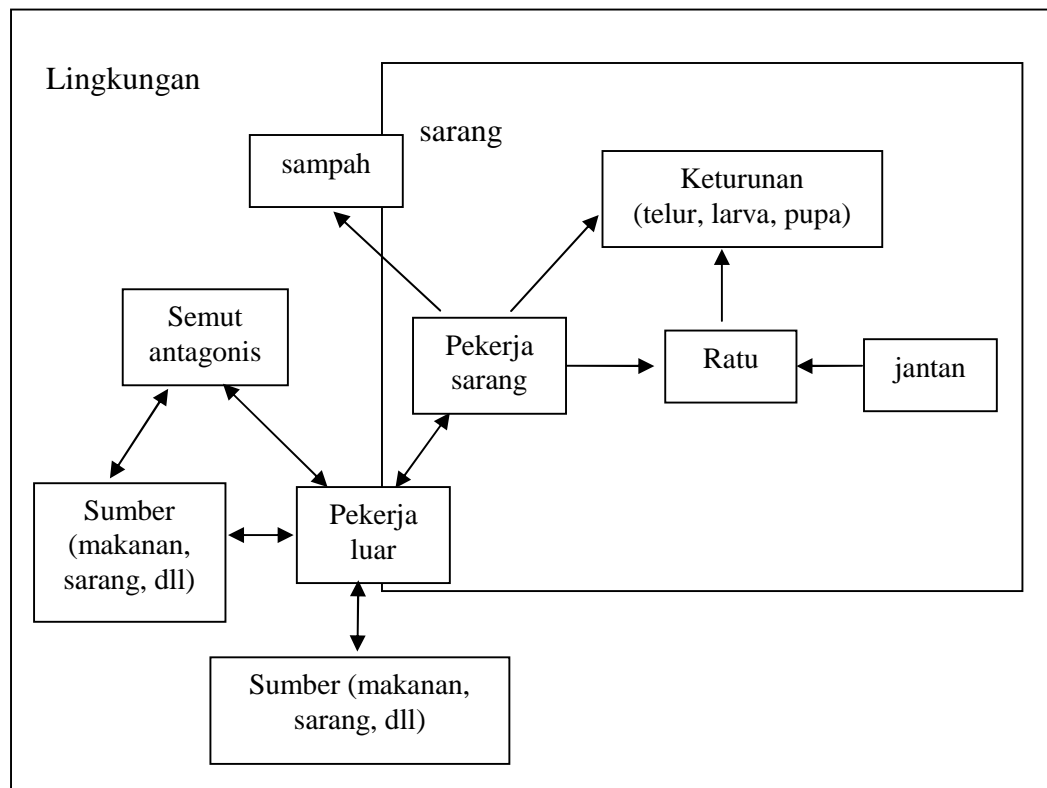 Lingkungan
sarang
sampah
Keturunan
(telur, larva, pupa)
Semut
antagonis
Pekerja
sarang
Ratu
jantan
Sumber
(makanan,
sarang, dll)
Pekerja
luar
Sumber (makanan,
sarang, dll)